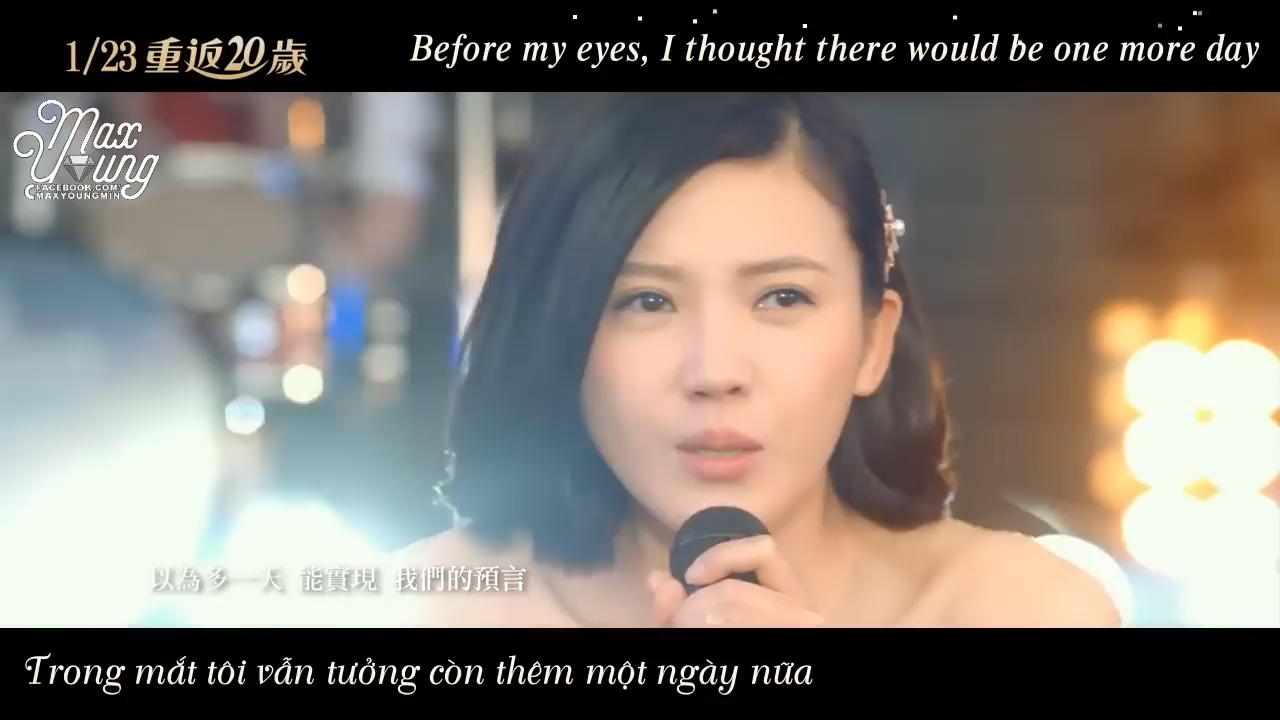 1/23 重返20歲
Before my eyes, I thought there would be one more day
Max
Young
FACEBOOK.COM/
MAXYOUNGMIN
以為多一天 能實現 我們的預言
Trong mắt tôi vẫn tưởng còn thêm một ngày nữa